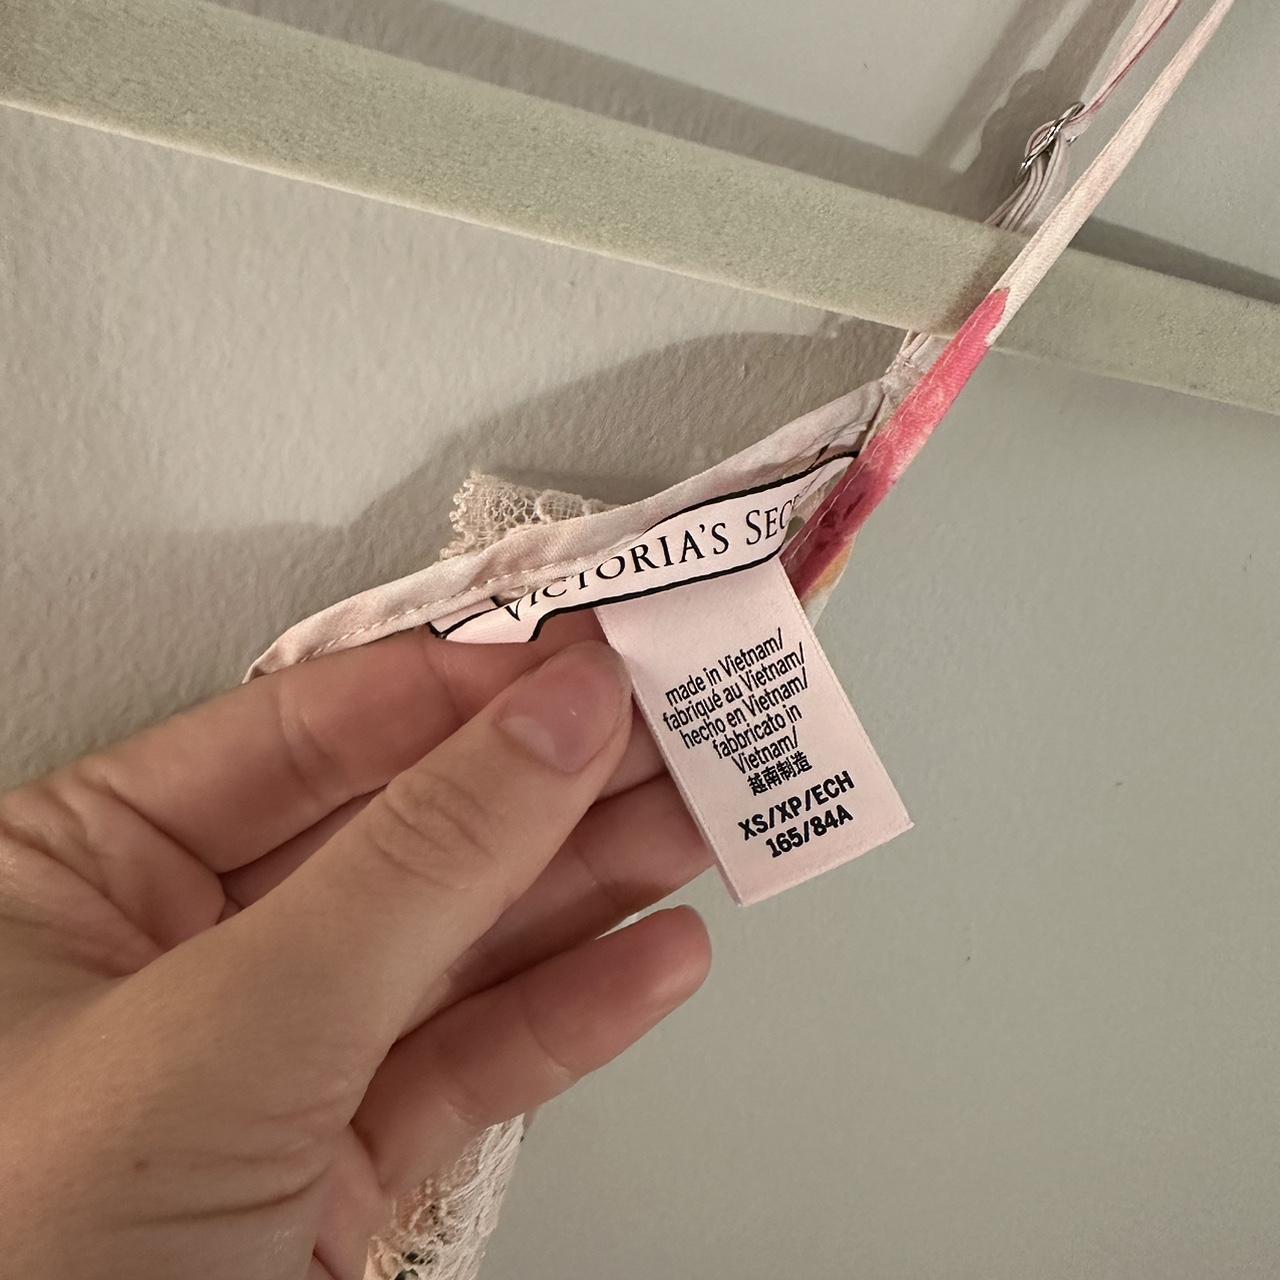 VICTORIA'S SEC
made in Vietnam/
fabriqué au Vietnam/
hecho en Vietnam/
fabbricato in
Vietnam/
越南制造
XS/XP/ECH
165/84A